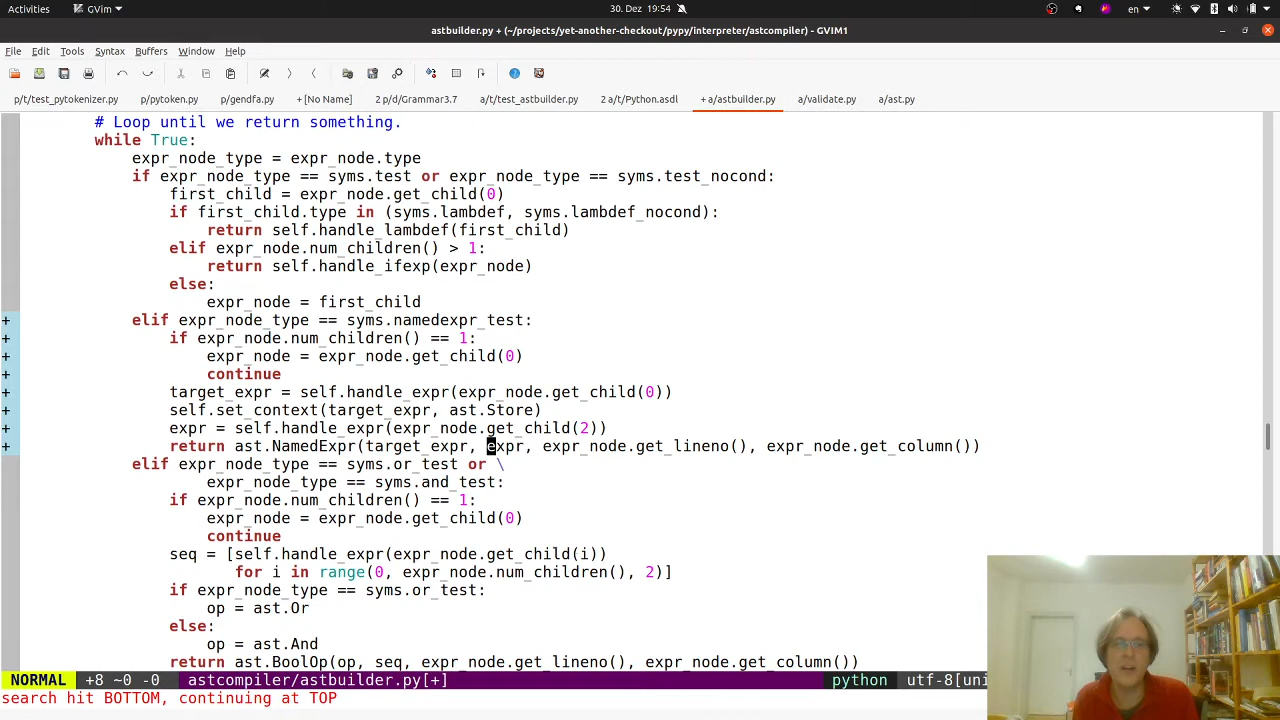 Activities GVim 30. Dez 19:54 en
astbuilder.py + (~/projects/yet-another-checkout/pypy/interpreter/astcompiler) - GVIM1
File Edit Tools Syntax Buffers Window Help
p/t/test_pytokenizer.py p/pytoken.py p/gendfa.py + [No Name] 2 p/d/Grammar3.7 a/t/test_astbuilder.py 2 a/t/Python.asdl + a/astbuilder.py a/validate.py a/ast.py
# Loop until we return something.
while True:
expr_node_type = expr_node.type
if expr_node_type == syms.test or expr_node_type == syms.test_nocond:
first_child = expr_node.get_child(0)
if first_child.type in (syms.lambdef, syms.lambdef_nocond):
return self.handle_lambdef(first_child)
elif expr_node.num_children() > 1:
return self.handle_ifexp(expr_node)
else:
expr_node = first_child
+ elif expr_node_type == syms.namedexpr_test:
+ if expr_node.num_children() == 1:
+ expr_node = expr_node.get_child(0)
+ continue
+ target_expr = self.handle_expr(expr_node.get_child(0))
+ self.set_context(target_expr, ast.Store)
+ expr = self.handle_expr(expr_node.get_child(2))
+ return ast.NamedExpr(target_expr, expr, expr_node.get_lineno(), expr_node.get_column())
elif expr_node_type == syms.or_test or \
expr_node_type == syms.and_test:
if expr_node.num_children() == 1:
expr_node = expr_node.get_child(0)
continue
seq = [self.handle_expr(expr_node.get_child(i))
for i in range(0, expr_node.num_children(), 2)]
if expr_node_type == syms.or_test:
op = ast.Or
else:
op = ast.And
return ast.BoolOp(op, seq, expr_node.get_lineno(), expr_node.get_column())
NORMAL +8 ~0 -0 astcompiler/astbuilder.py[+] python utf-8[uni
search hit BOTTOM, continuing at TOP